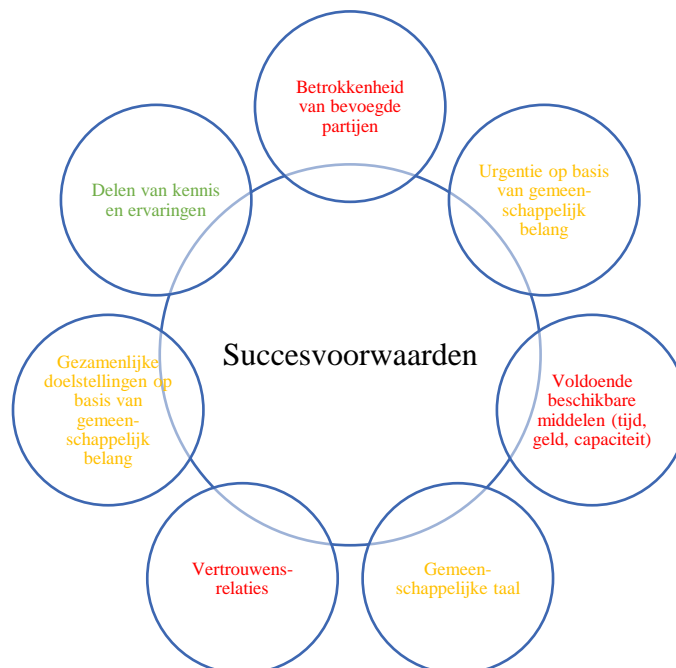 Betrokkenheid
van bevoegde
partijen
Urgentie op basis
van gemeen-
schappelijk
belang
Voldoende
beschikbare
middelen (tijd,
geld, capaciteit)
Gemeen-
schappelijke taal
Vertrouwens-
relaties
Gezamenlijke
doelstellingen op
basis van
gemeen-
schappelijk
belang
Delen van kennis
en ervaringen
Succesvoorwaarden